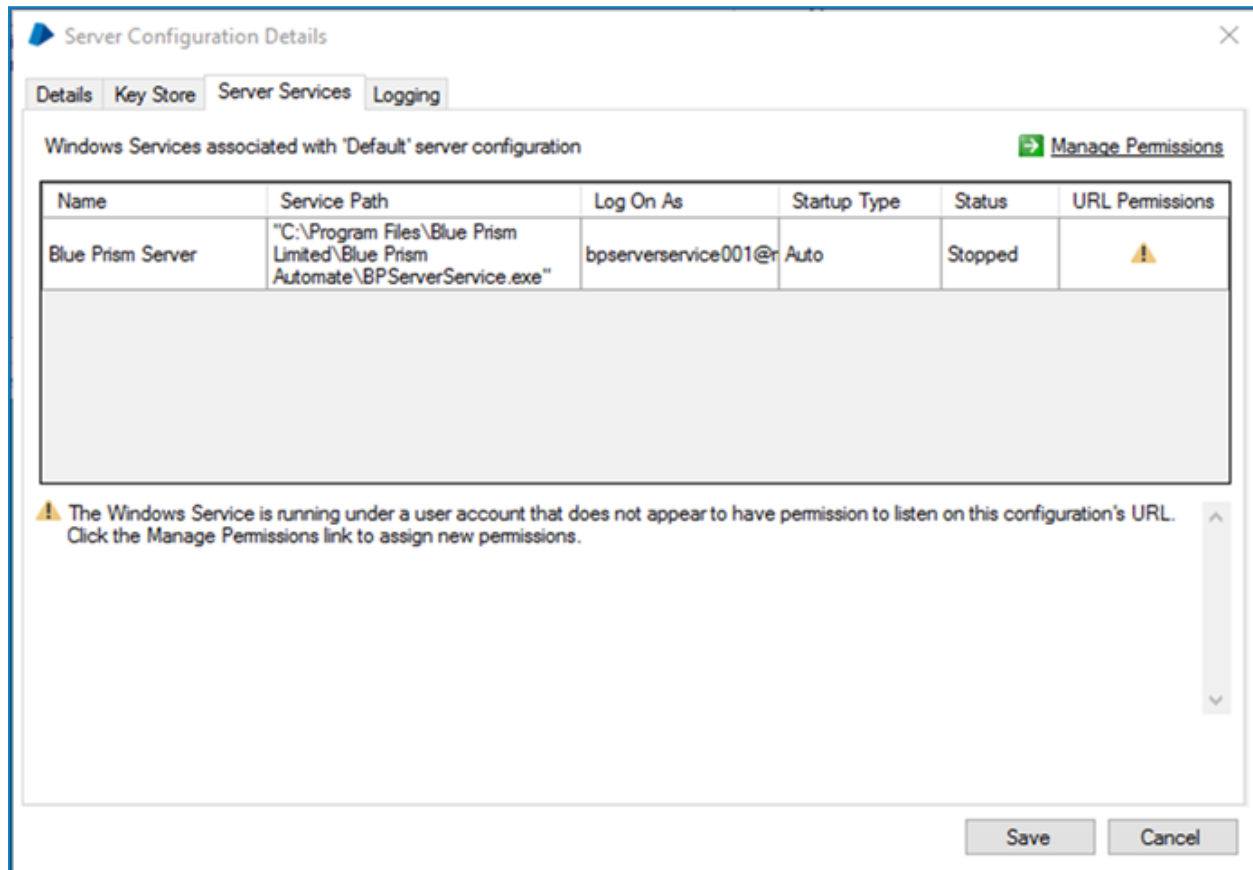 Server Configuration Details
Details Key Store Server Services Logging
Windows Services associated with 'Default' server configuration Manage Permissions
Name Service Path Log On As Startup Type Status URL Permissions
"C:\Program Files\Blue Prism
Blue Prism Server Limited\Blue Prism bpserverservice001@r Auto Stopped
Automate\BPServerService.exe"
The Windows Service is running under a user account that does not appear to have permission to listen on this configuration's URL.
Click the Manage Permissions link to assign new permissions.
Save Cancel